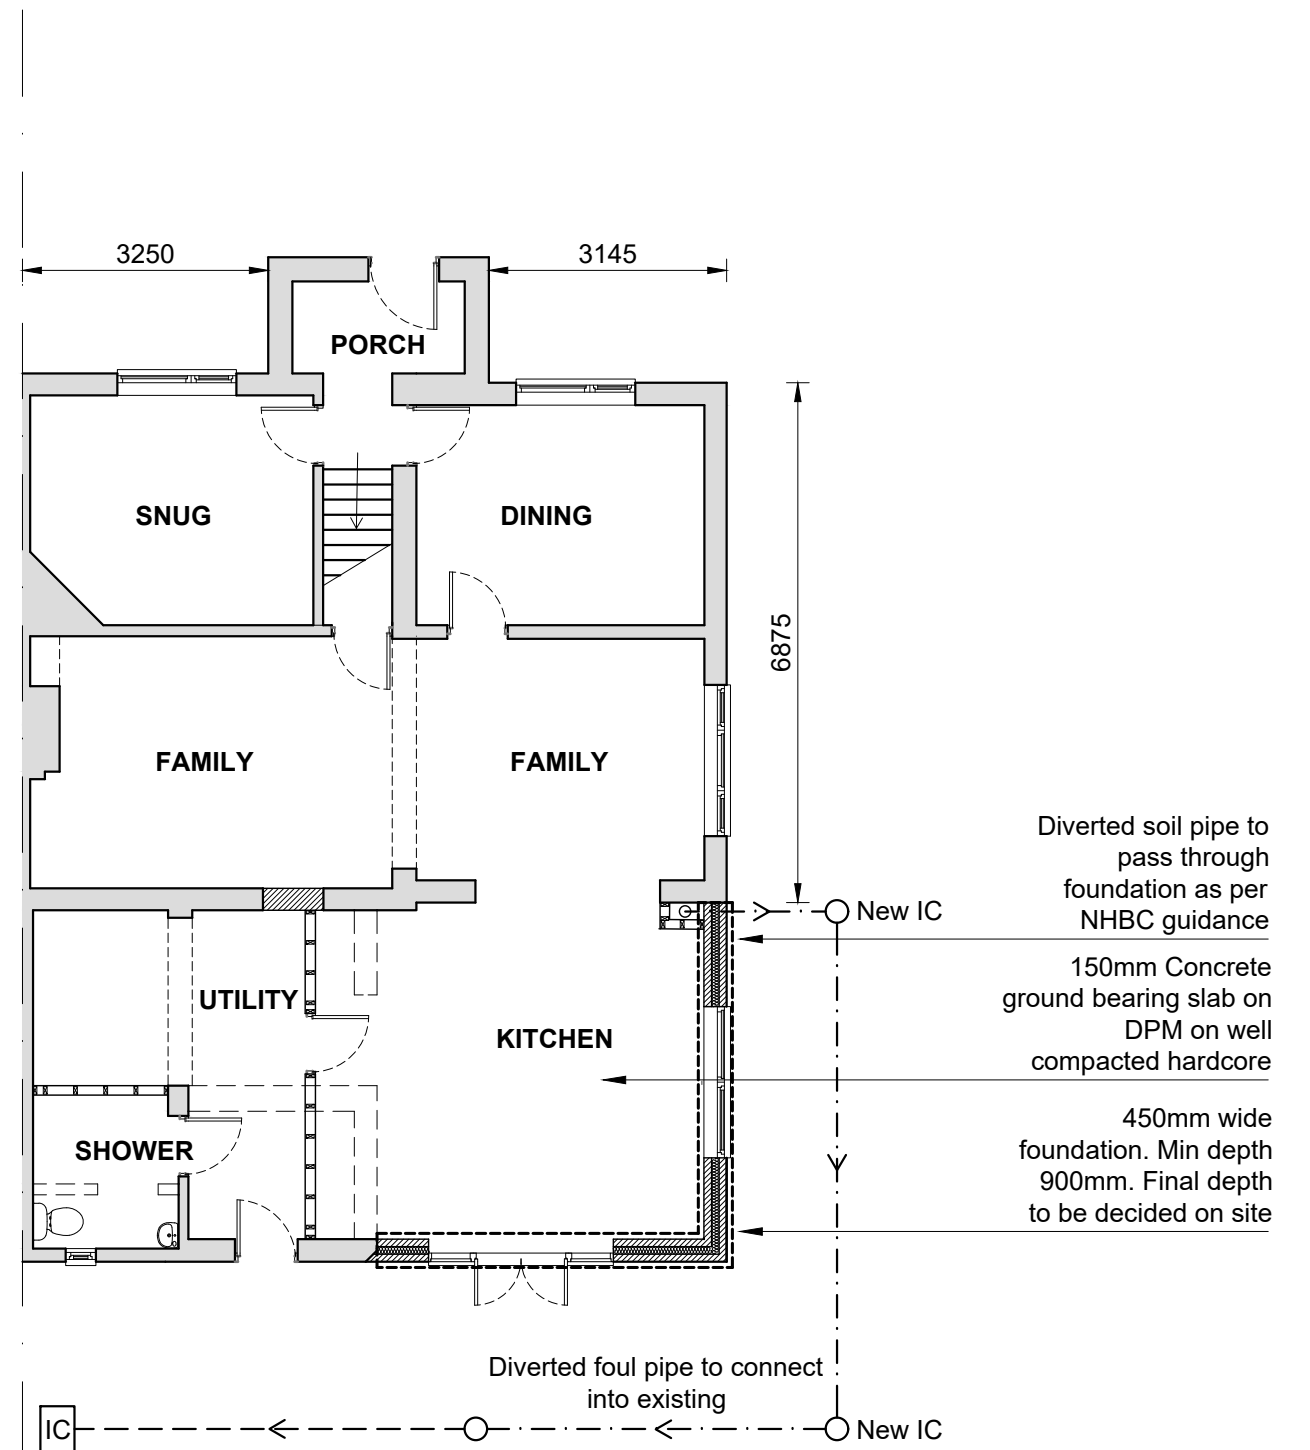 3250
3145
PORCH
SNUG
DINING
6875
FAMILY
FAMILY
Diverted soil pipe to
pass through
foundation as per
NHBC guidance
New IC
150mm Concrete
ground bearing slab on
DPM on well
compacted hardcore
UTILITY
KITCHEN
450mm wide
foundation. Min depth
900mm. Final depth
to be decided on site
SHOWER
Diverted foul pipe to connect
into existing
IC
New IC